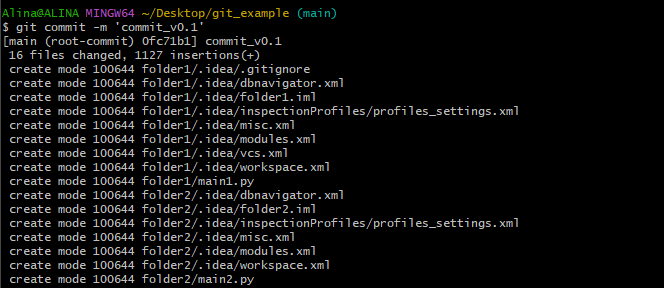 Alina@ALINA MINGW64 ~/Desktop/git_example (main)
$ git commit -m 'commit_v0.1'
[main (root-commit) 0fc71b1] commit_v0.1
 16 files changed, 1127 insertions(+)
 create mode 100644 folder1/.idea/.gitignore
 create mode 100644 folder1/.idea/dbnavigator.xml
 create mode 100644 folder1/.idea/folder1.iml
 create mode 100644 folder1/.idea/inspectionProfiles/profiles_settings.xml
 create mode 100644 folder1/.idea/misc.xml
 create mode 100644 folder1/.idea/modules.xml
 create mode 100644 folder1/.idea/vcs.xml
 create mode 100644 folder1/.idea/workspace.xml
 create mode 100644 folder1/main1.py
 create mode 100644 folder2/.idea/dbnavigator.xml
 create mode 100644 folder2/.idea/folder2.iml
 create mode 100644 folder2/.idea/inspectionProfiles/profiles_settings.xml
 create mode 100644 folder2/.idea/misc.xml
 create mode 100644 folder2/.idea/modules.xml
 create mode 100644 folder2/.idea/workspace.xml
 create mode 100644 folder2/main2.py